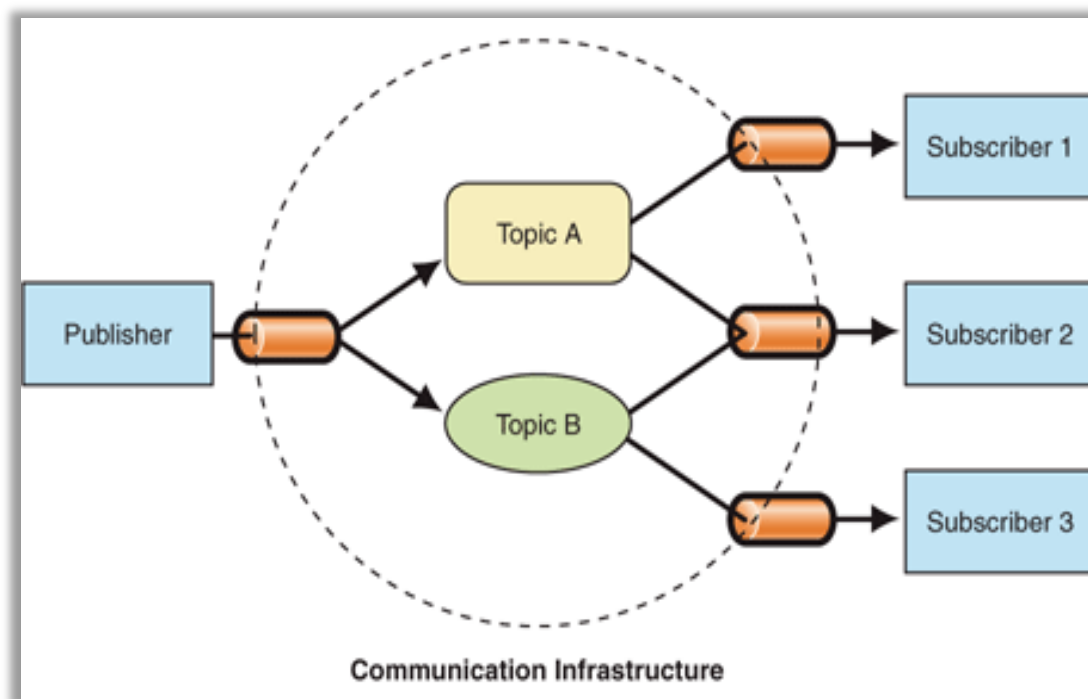 Publisher
Topic A
Topic B
Subscriber 1
Subscriber 2
Subscriber 3
Communication Infrastructure